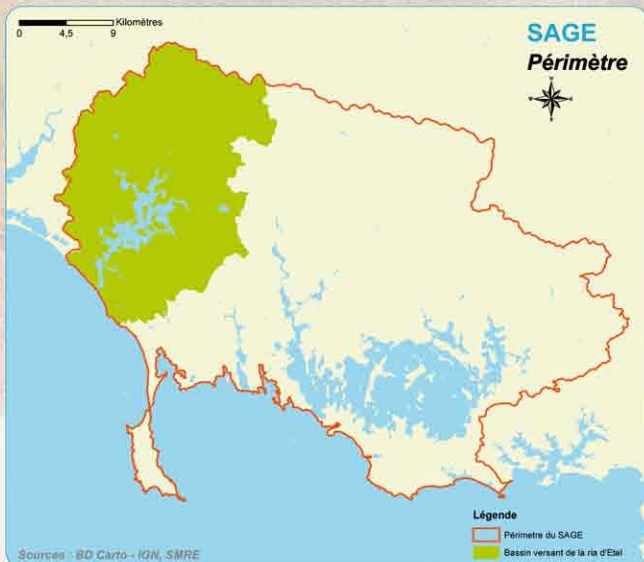 Kilomètres
0 4,5 9
SAGE
Périmètre
Légende
Périmetre du SAGE
Bassin versant de la ria d'Etel
Sources : BD Carto - IGN, SMRE